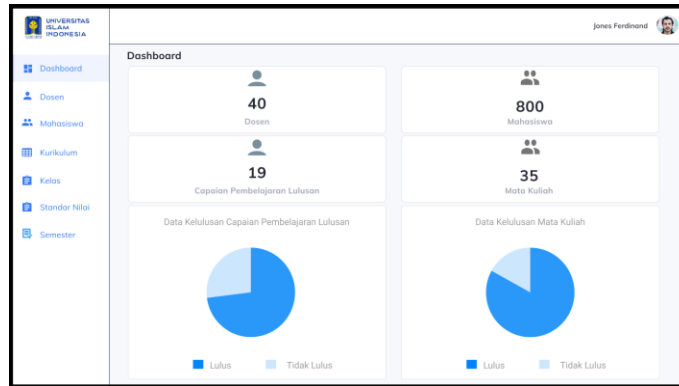 UNIVERSITAS
ISLAM
INDONESIA
Jones Ferdinand
Dashboard
Dosen
Mahasiswa
Kurikulum
Kelas
Standar Nilai
Semester
Dashboard
40
Dosen
800
Mahasiswa
19
Capaian Pembelajaran Lulusan
35
Mata Kuliah
Data Kelulusan Capaian Pembelajaran Lulusan
Lulus
Tidak Lulus
Data Kelulusan Mata Kuliah
Lulus
Tidak Lulus